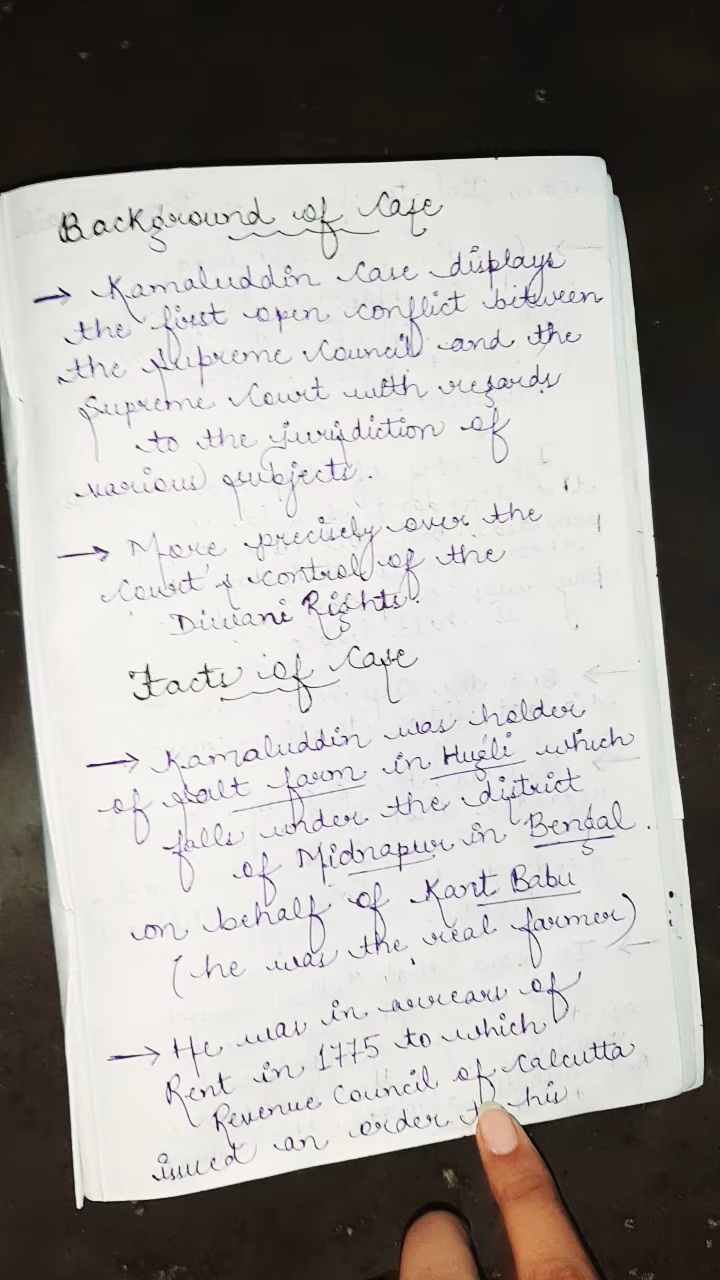 Background of Case
→ Kamaluddin Case displays
the first open conflict between
the Supreme Council and the
Supreme Court with regards
to the jurisdiction of
various subjects.
→ More precisely over the
Court's control of the
Diwani Rights.
Facts of Case
→ Kamaluddin was holder
of salt farm in Hugli which
falls under the district
of Midnapur in Bengal.
on behalf of Kant Babu
(he was the real farmer)
→ He was in arrears of
Rent in 1775 to which
Revenue Council of Calcutta
issued an order to his